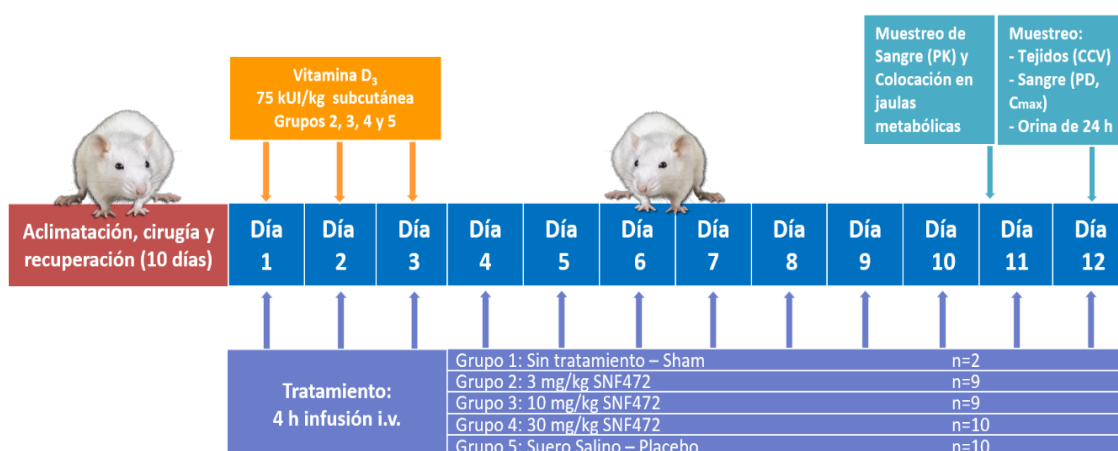 Muestreo de
Sangre (PK) y
Colocación en
jaulas
metabólicas
Muestreo:
- Tejidos (CCV)
- Sangre (PD,
Cmax)
- Orina de 24 h
Vitamina D3
75 kUI/kg subcutánea
Grupos 2, 3, 4 y 5
Aclimatación, cirugía y
recuperación (10 días)
Día
1
Día
2
Día
3
Día
4
Día
5
Día
6
Día
7
Día
8
Día
9
Día
10
Día
11
Día
12
Tratamiento:
4 h infusión i.v.
Grupo 1: Sin tratamiento – Sham n=2
Grupo 2: 3 mg/kg SNF472 n=9
Grupo 3: 10 mg/kg SNF472 n=9
Grupo 4: 30 mg/kg SNF472 n=10
Grupo 5: Suero Salino – Placebo n=10